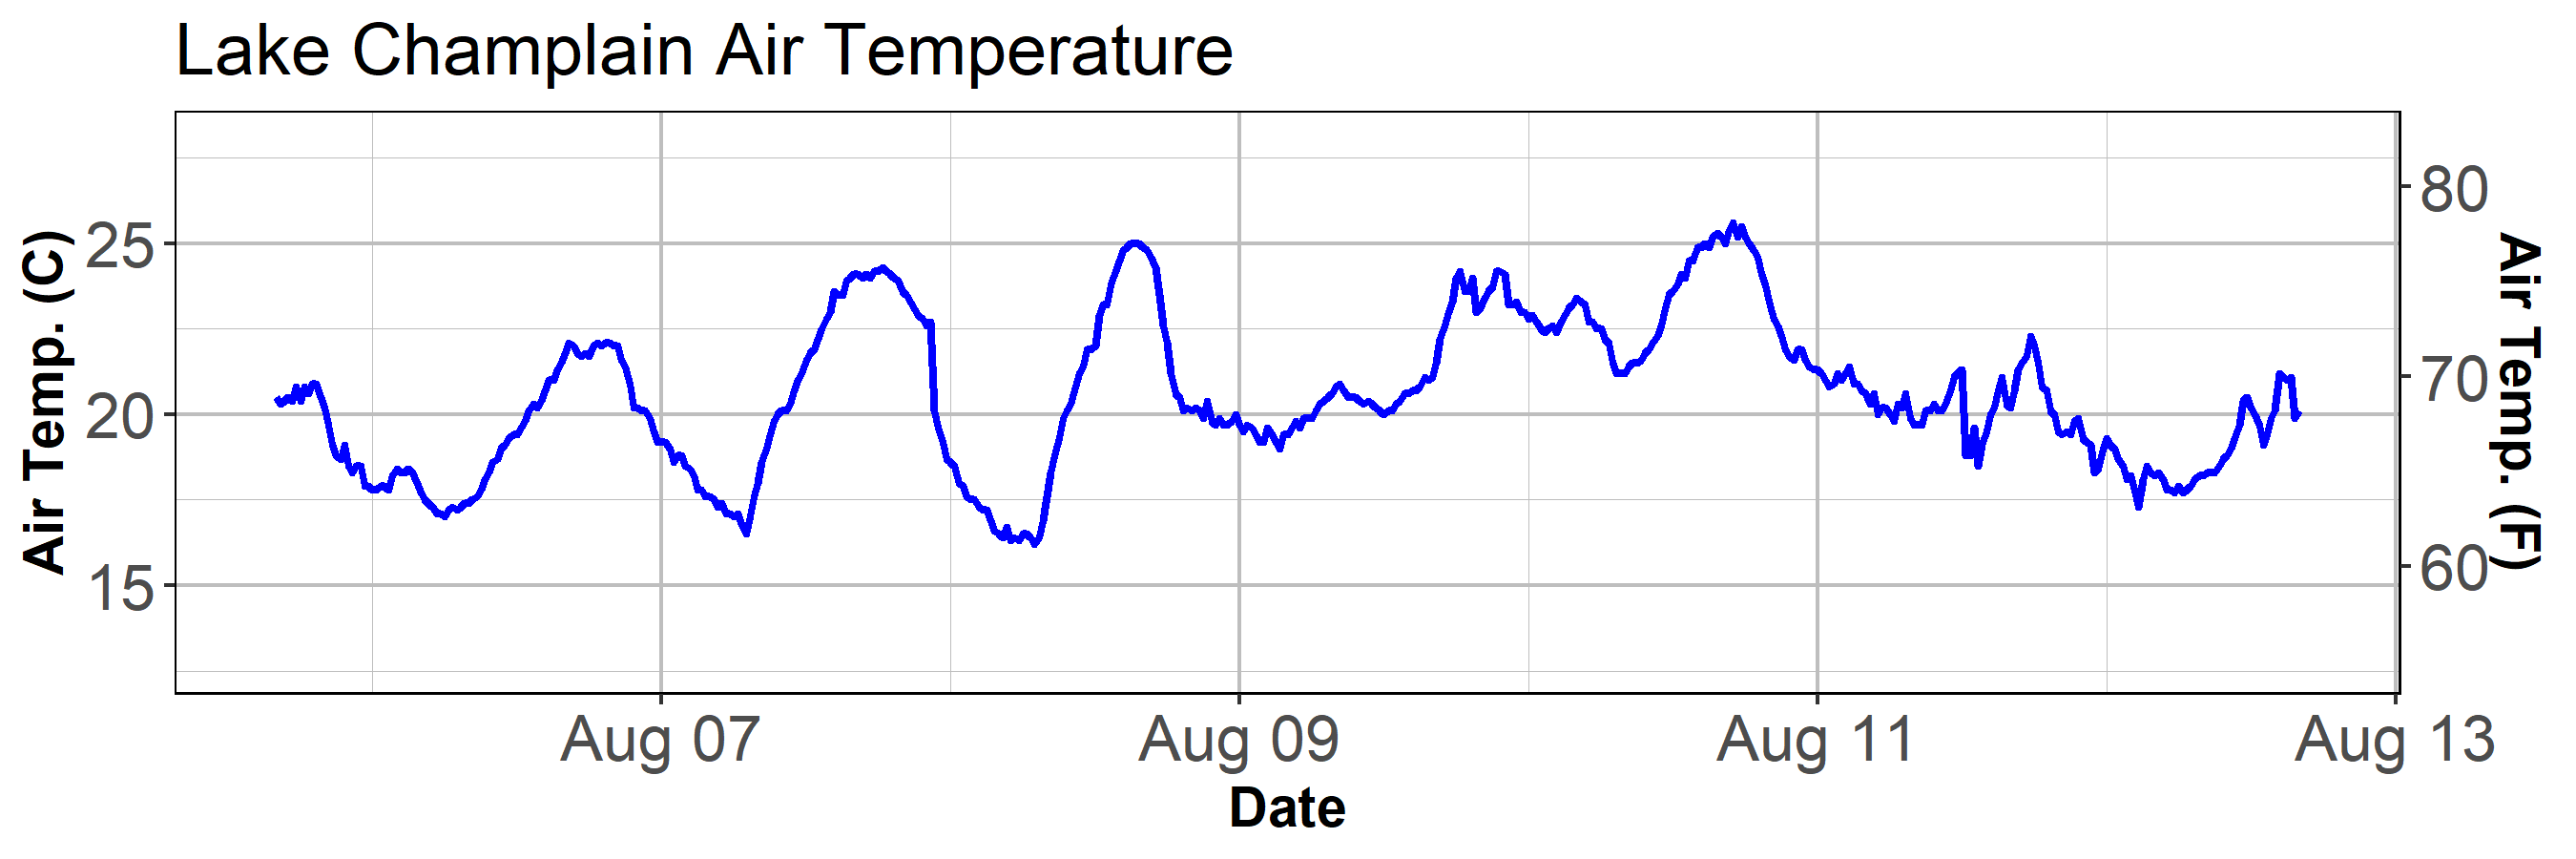 Lake Champlain Air Temperature
Air Temp. (C)
25
20
15
80
70
60
Air Temp. (F)
Aug 07
Aug 09
Aug 11
Aug 13
Date